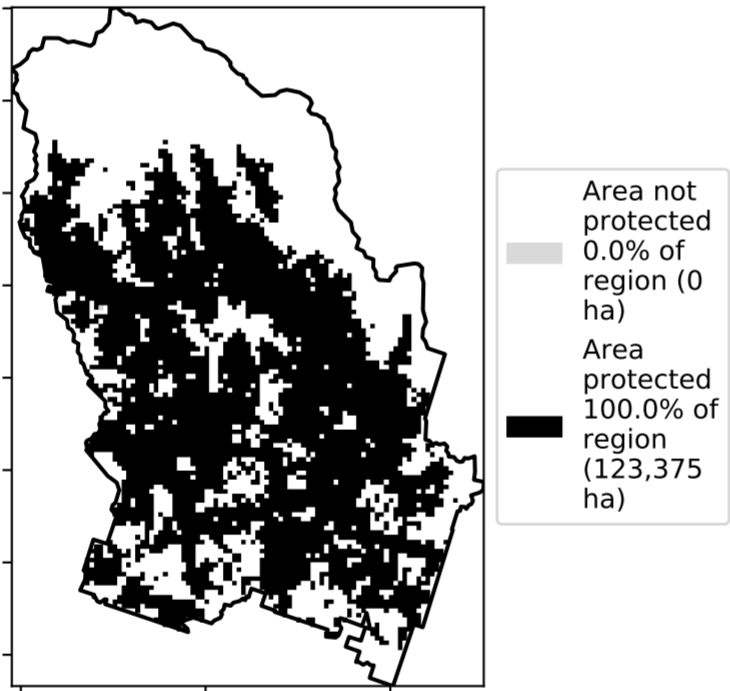 Area not
protected
0.0% of
region (0
ha)
Area
protected
100.0% of
region
(123,375
ha)